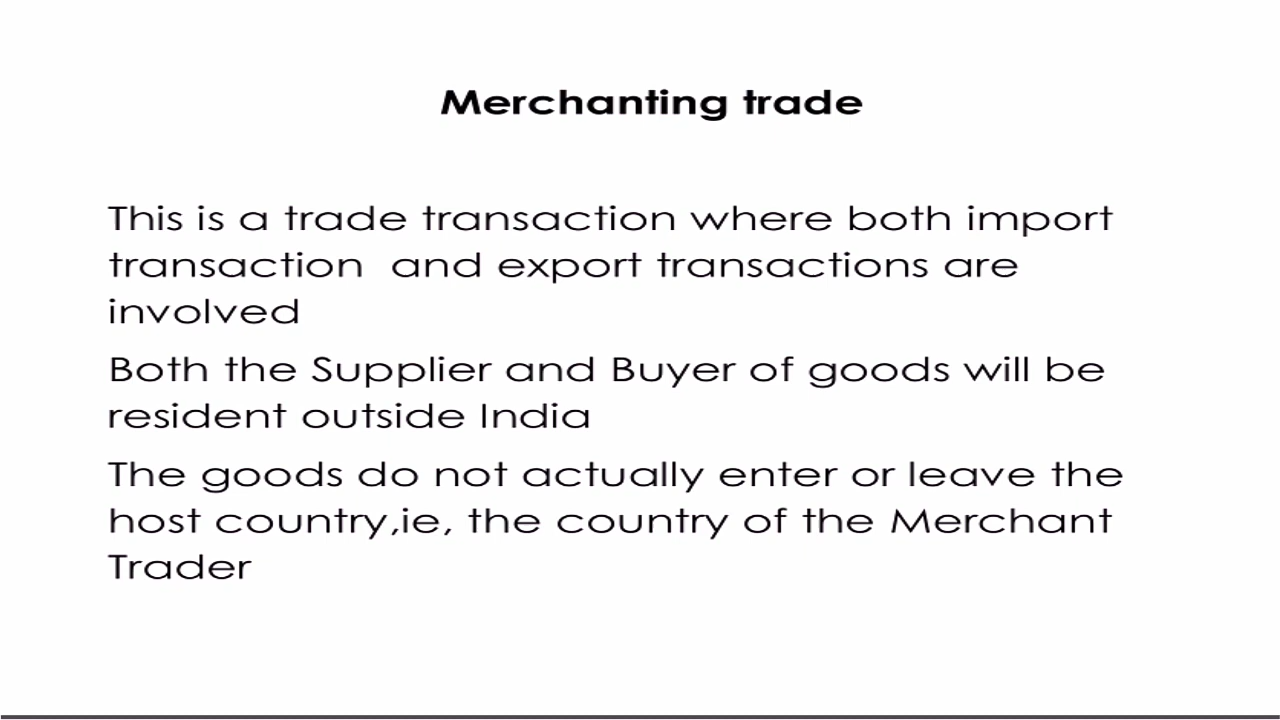 Merchanting trade
This is a trade transaction where both import
transaction  and export transactions are
involved
Both the Supplier and Buyer of goods will be
resident outside India
The goods do not actually enter or leave the
host country,ie, the country of the Merchant
Trader